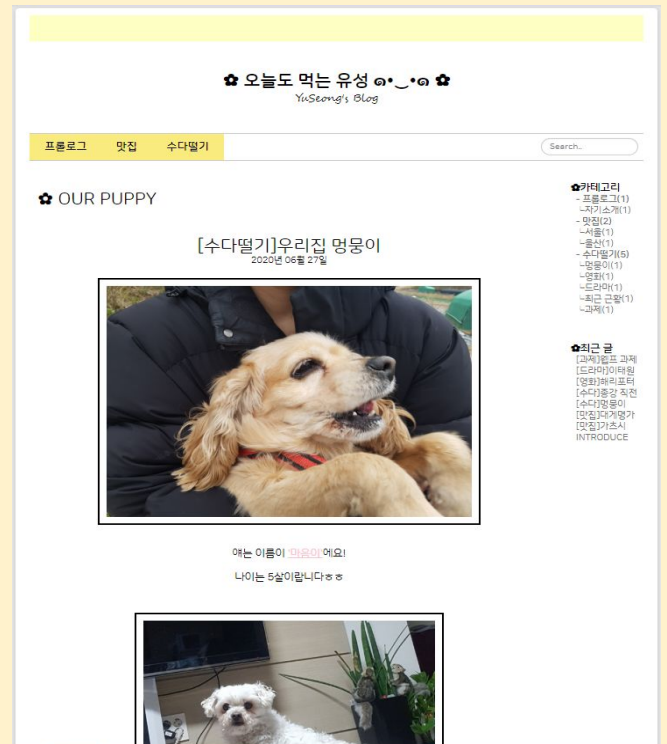 ✿ 오늘도 먹는 유성 ๑•‿•๑ ✿
YuSeong's Blog
프롤로그 맛집 수다떨기
Search..
✿ OUR PUPPY
[수다떨기]우리집 멍뭉이
2020년 06월 27일
얘는 이름이 '마음이'에요!
나이는 5살이랍니다ㅎㅎ
✿카테고리
- 프롤로그(1)
└자기소개(1)
- 맛집(2)
└서울(1)
└울산(1)
- 수다떨기(5)
└멍뭉이(1)
└영화(1)
└드라마(1)
└최근 근황(1)
└과제(1)
✿최근 글
[과제]웹프 과제
[드라마]이태원
[영화]해리포터
[수다]종강 직전
[수다]멍뭉이
[맛집]대게명가
[맛집]가츠시
INTRODUCE